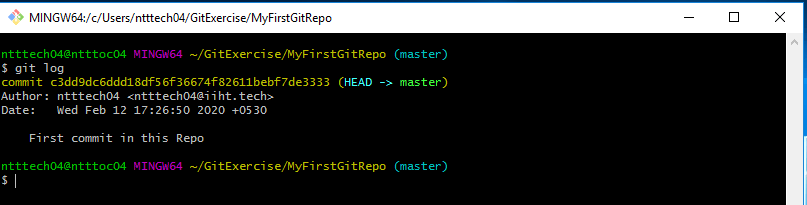 MINGW64:/c/Users/ntttech04/GitExercise/MyFirstGitRepo
ntttech04@ntttoc04 MINGW64 ~/GitExercise/MyFirstGitRepo (master)
$ git log
commit c3dd9dc6ddd18df56f36674f82611bebf7de3333 (HEAD -> master)
Author: ntttech04 <ntttech04@iiht.tech>
Date:   Wed Feb 12 17:26:50 2020 +0530
First commit in this Repo
ntttech04@ntttoc04 MINGW64 ~/GitExercise/MyFirstGitRepo (master)
$